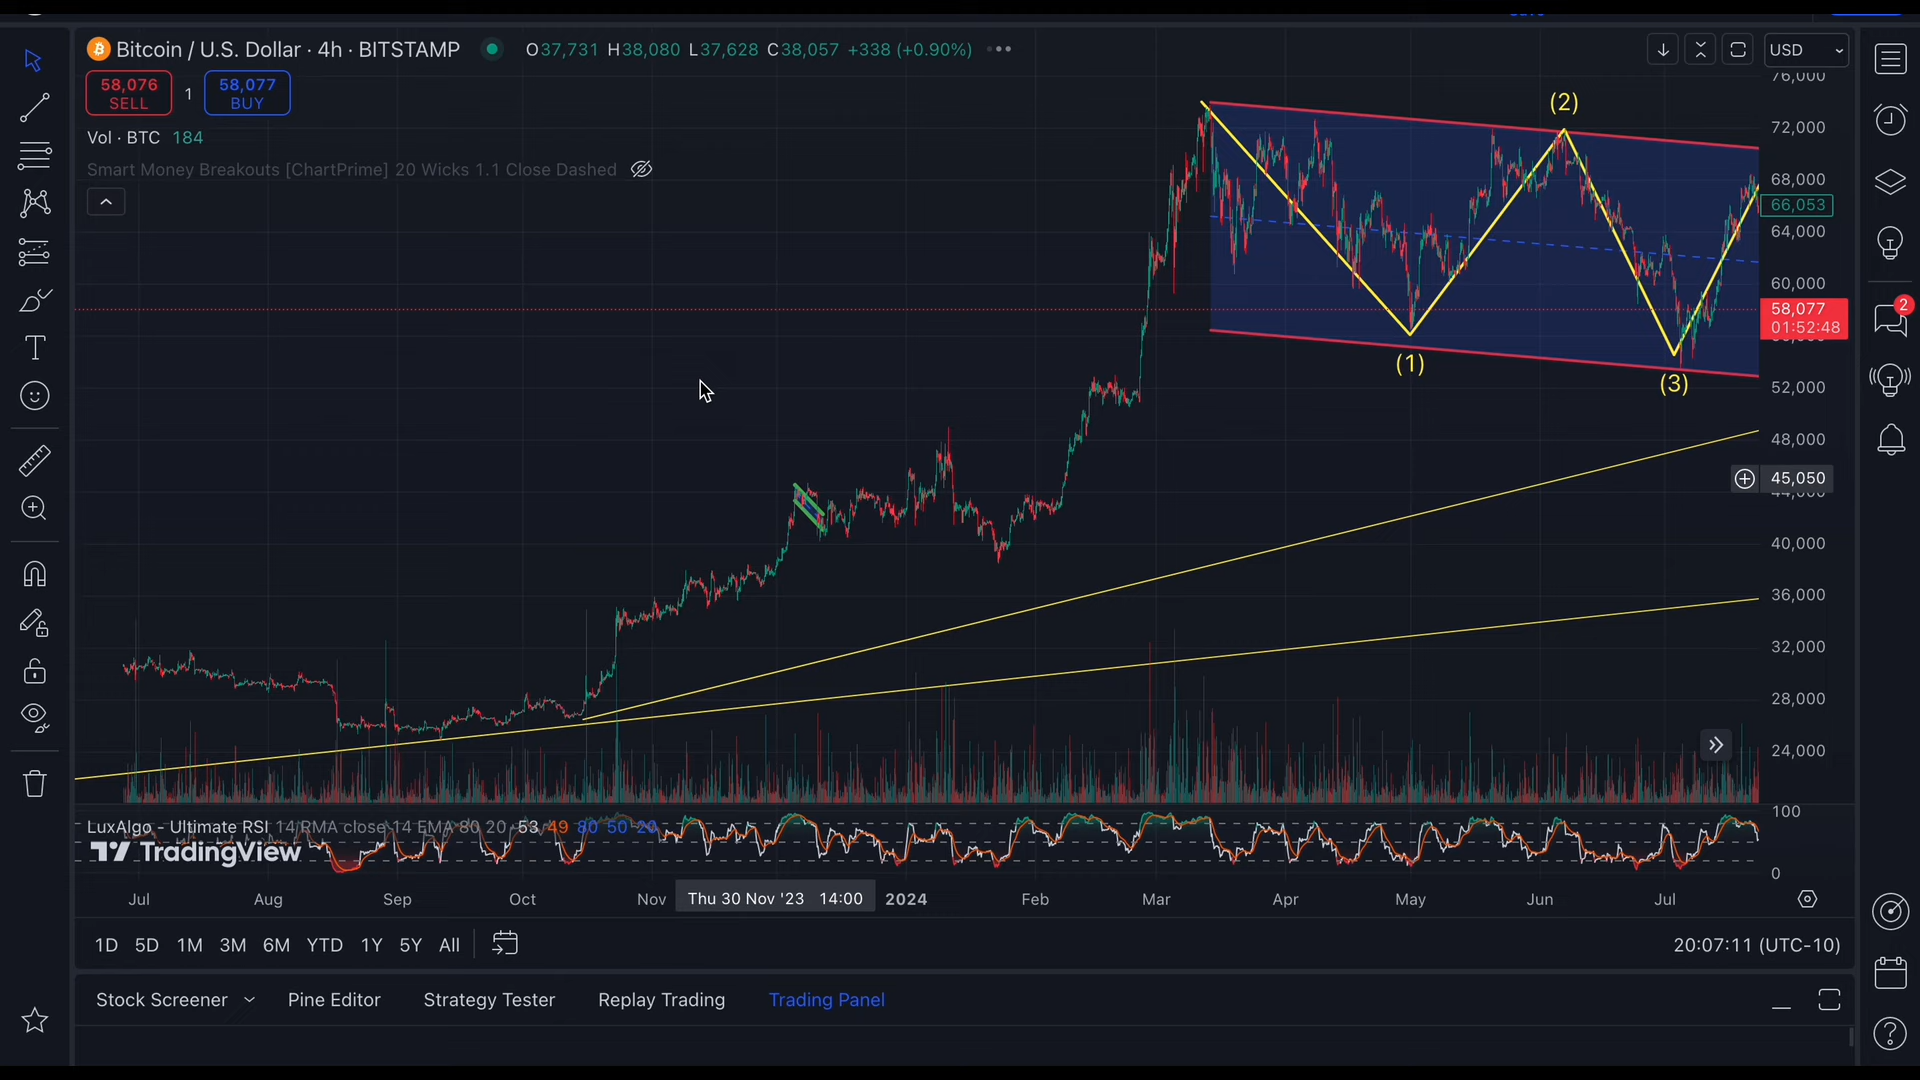 Bitcoin / U.S. Dollar · 4h · BITSTAMP O37,731 H38,080 L37,628 C38,057 +338 (+0.90%)
USD
58,076 SELL 1 58,077 BUY
Vol · BTC 184
Smart Money Breakouts [ChartPrime] 20 Wicks 1.1 Close Dashed
76,000
(2)
72,000
68,000
66,053
64,000
60,000
58,077
01:52:48
2
(1)
(3)
52,000
48,000
45,050
44,000
40,000
36,000
32,000
28,000
24,000
100
LuxAlgo - Ultimate RSI 14 RMA close 14 EMA 80 20 53 49 80 50 20
TradingView
0
Jul Aug Sep Oct Nov Thu 30 Nov '23 14:00 2024 Feb Mar Apr May Jun Jul
1D 5D 1M 3M 6M YTD 1Y 5Y All 20:07:11 (UTC-10)
Stock Screener Pine Editor Strategy Tester Replay Trading Trading Panel